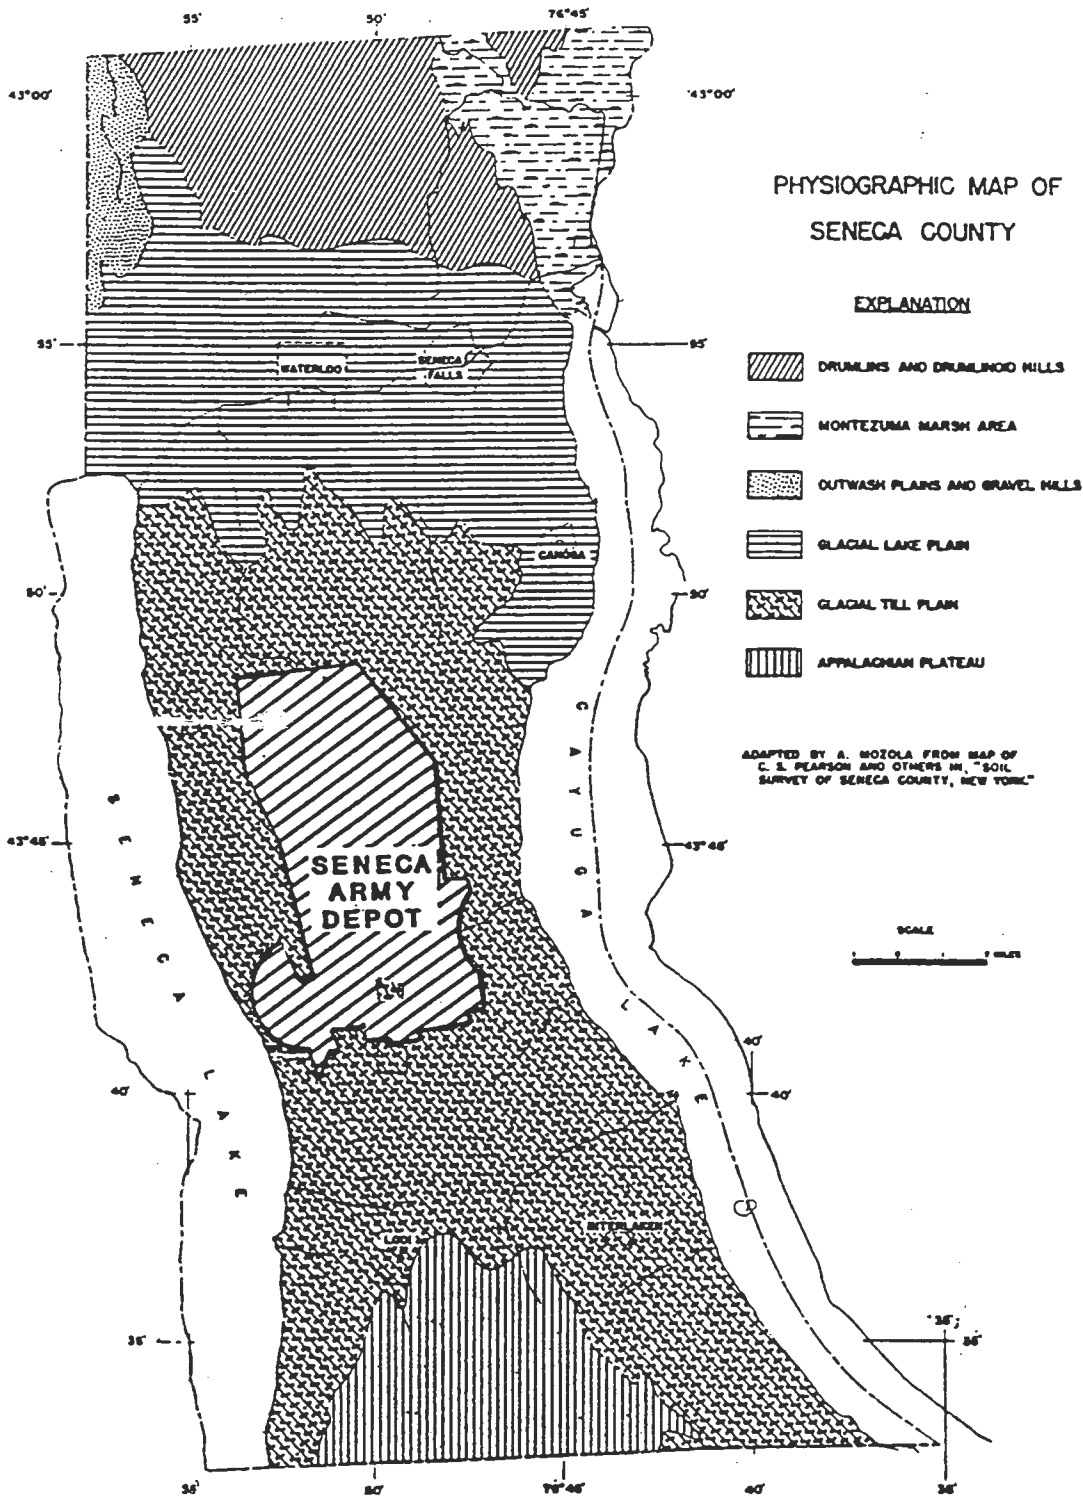 55'
50'
76°45'
43°00'
43°00'
PHYSIOGRAPHIC MAP OF
SENECA COUNTY
EXPLANATION
55'
55'
WATERLOO
SENECA
FALLS
DRUMLINS AND DRUMLINOID HILLS
MONTEZUMA MARSH AREA
OUTWASH PLAINS AND GRAVEL HILLS
GLACIAL LAKE PLAIN
CANOGA
50'
50'
GLACIAL TILL PLAIN
APPALACHIAN PLATEAU
ADAPTED BY A. MOZOLA FROM MAP OF
C. S. PEARSON AND OTHERS IN, "SOIL
SURVEY OF SENECA COUNTY, NEW YORK"
CAYUGA LAKE
SENECA LAKE
43°45'
43°45'
SENECA
ARMY
DEPOT
SCALE
MILES
40'
40'
40'
INTERLAKEN
LODI
35'
35'
35'
35'
50'
76°45'
40'
35'